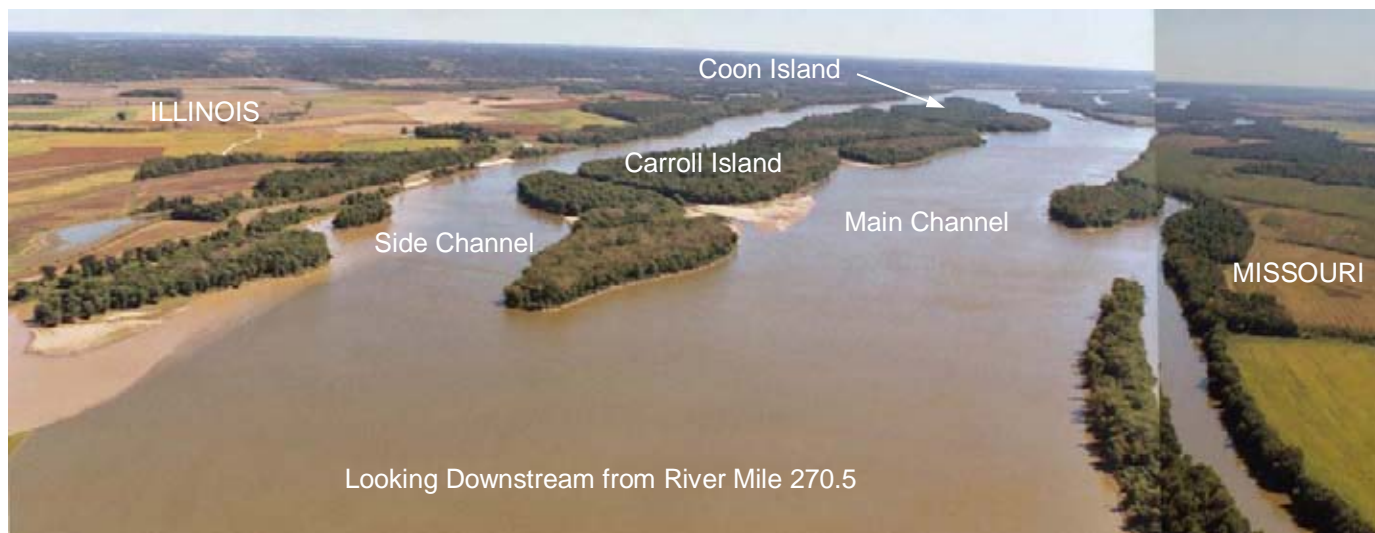 Coon Island
ILLINOIS
Carroll Island
Side Channel
Main Channel
MISSOURI
Looking Downstream from River Mile 270.5